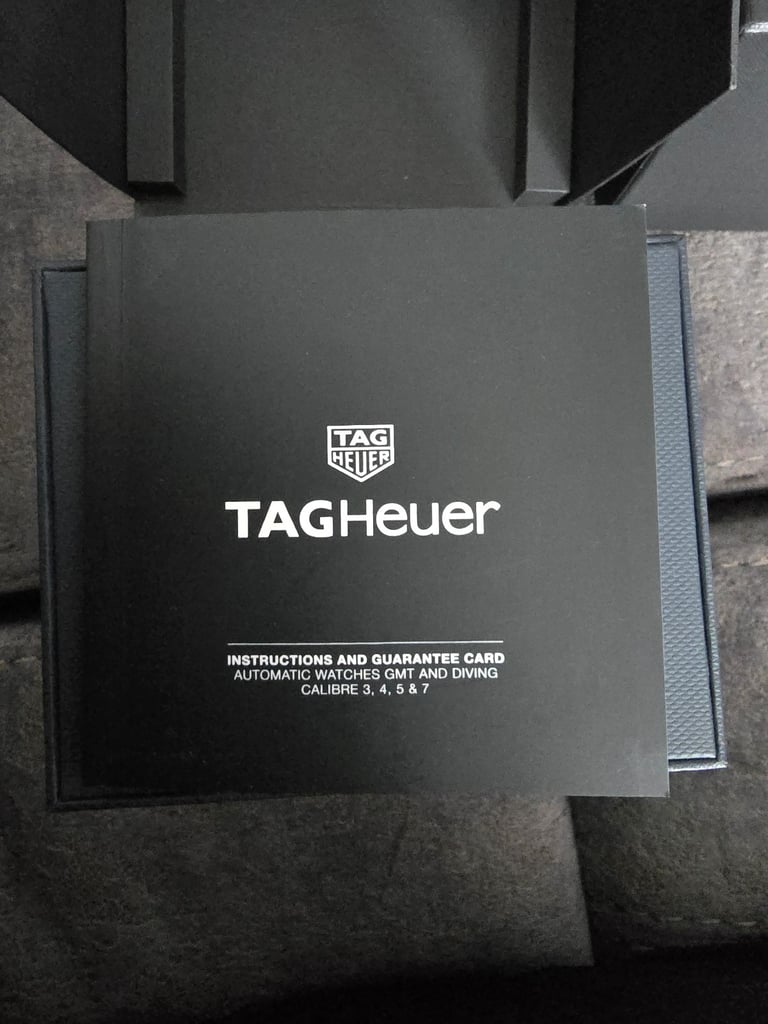 TAG
HEUER
TAGHeuer
INSTRUCTIONS AND GUARANTEE CARD
AUTOMATIC WATCHES GMT AND DIVING
CALIBRE 3, 4, 5 & 7